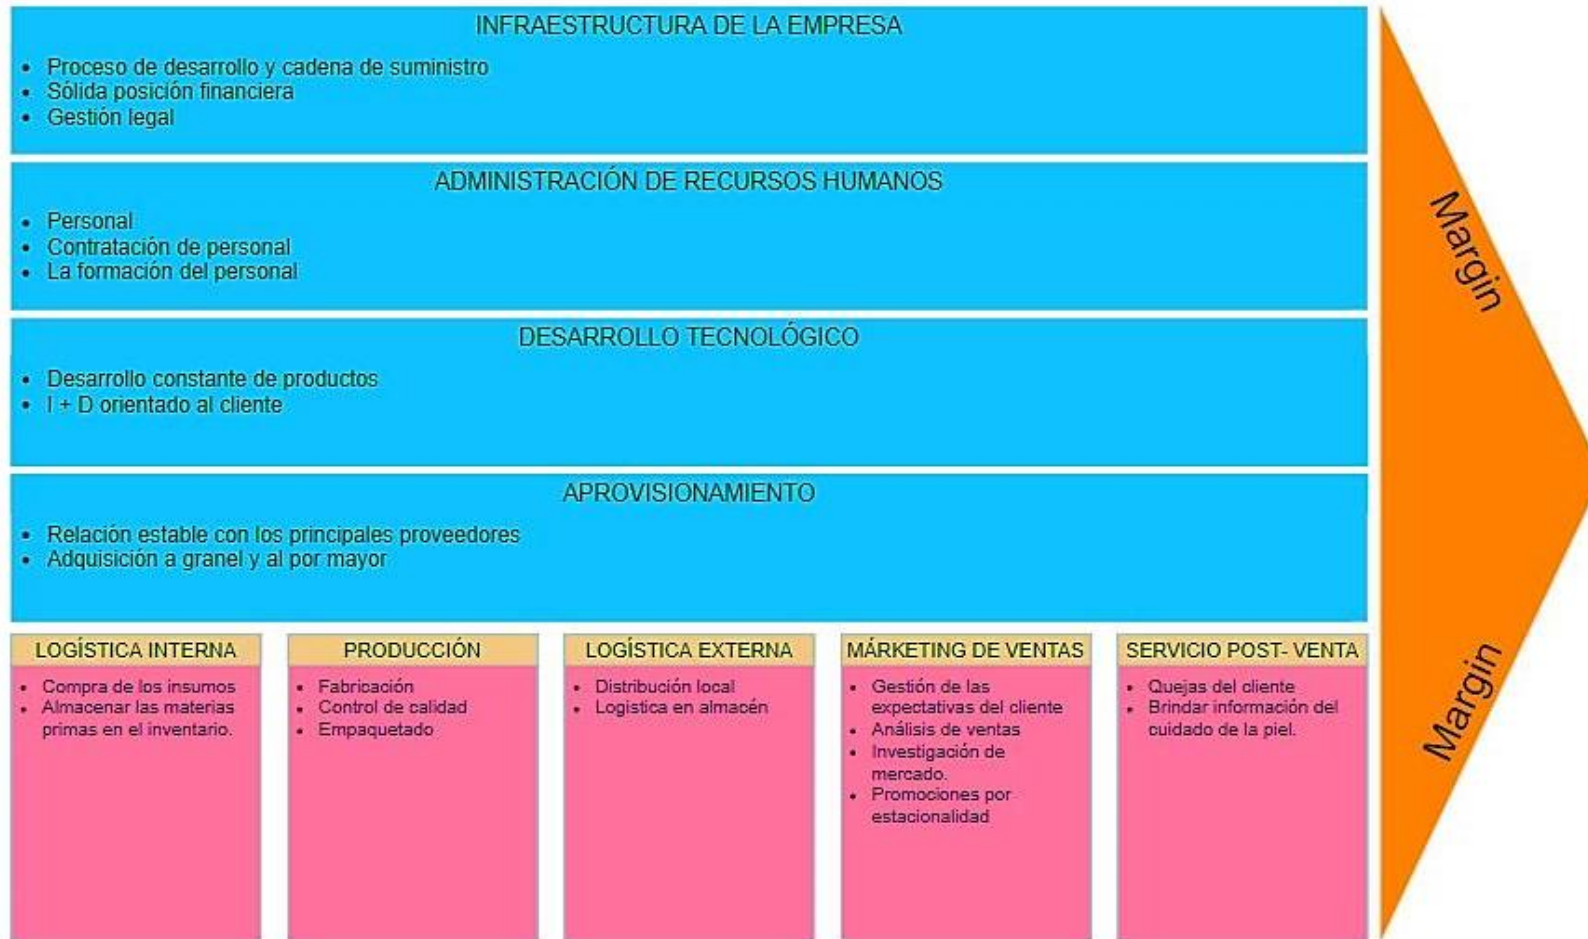 INFRAESTRUCTURA DE LA EMPRESA
• Proceso de desarrollo y cadena de suministro
• Sólida posición financiera
• Gestión legal
ADMINISTRACIÓN DE RECURSOS HUMANOS
• Personal
• Contratación de personal
• La formación del personal
DESARROLLO TECNOLÓGICO
• Desarrollo constante de productos
• I + D orientado al cliente
APROVISIONAMIENTO
• Relación estable con los principales proveedores
• Adquisición a granel y al por mayor
LOGÍSTICA INTERNA
• Compra de los insumos
• Almacenar las materias
primas en el inventario.
PRODUCCIÓN
• Fabricación
• Control de calidad
• Empaquetado
LOGÍSTICA EXTERNA
• Distribución local
• Logistica en almacén
MÁRKETING DE VENTAS
• Gestión de las
expectativas del cliente
• Análisis de ventas
• Investigación de
mercado.
• Promociones por
estacionalidad
SERVICIO POST- VENTA
• Quejas del cliente
• Brindar información del
cuidado de la piel.
Margin
Margin